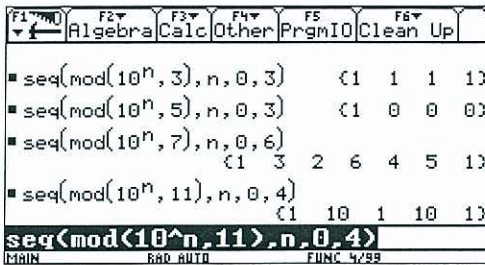 F1 F2 F3 F4 F5 F6
Algebra Calc Other PrgmIO Clean Up
▪ seq(mod(10ⁿ, 3), n, 0, 3) {1 1 1 1}
▪ seq(mod(10ⁿ, 5), n, 0, 3) {1 0 0 0}
▪ seq(mod(10ⁿ, 7), n, 0, 6)
{1 3 2 6 4 5 1}
▪ seq(mod(10ⁿ, 11), n, 0, 4)
{1 10 1 10 1}
seq(mod(10^n,11),n,0,4)
MAIN RAD AUTO FUNC 4/99